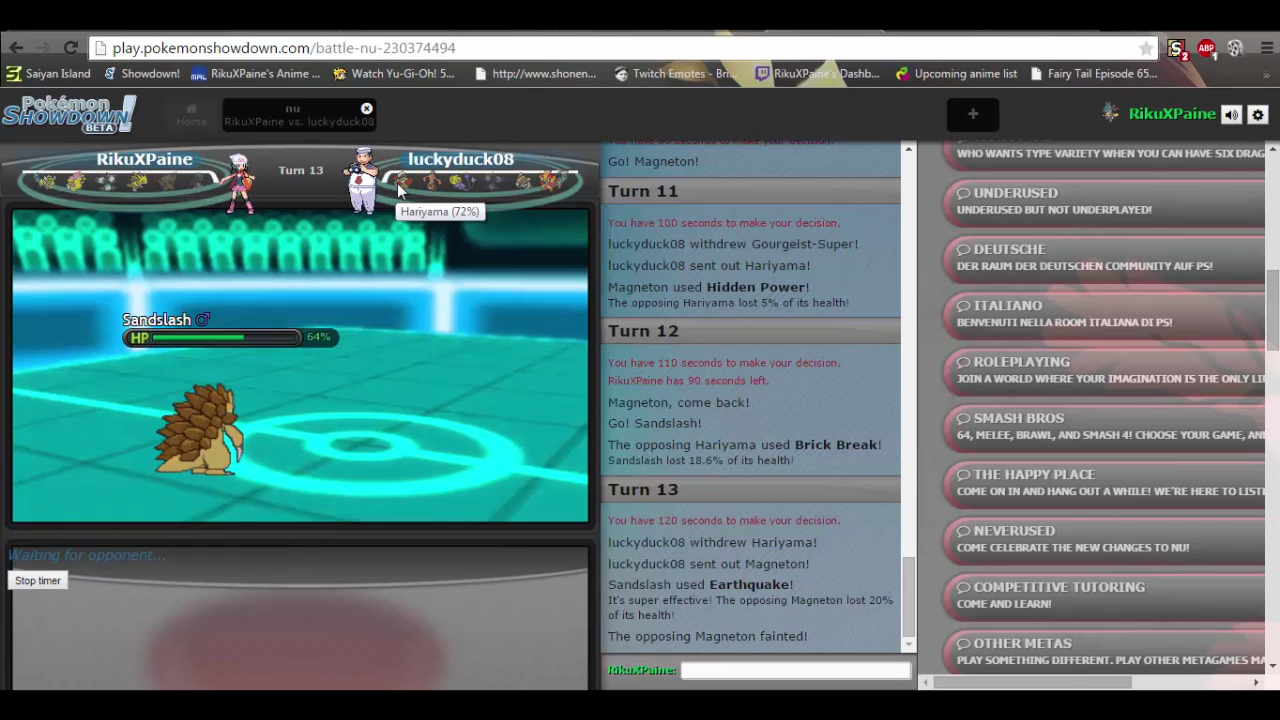 play.pokemonshowdown.com/battle-nu-230374494
2
1
Saiyan Island
Showdown!
RikuXPaine's Anime ...
Watch Yu-Gi-Oh! 5...
http://www.shonen...
Twitch Emotes - Bri...
RikuXPaine's Dashb...
Upcoming anime list
Fairy Tail Episode 65...
»
Pokémon
SHOWDOWN!
BETA
Home
nu
RikuXPaine vs. luckyduck08
+
RikuXPaine
RikuXPaine
Turn 13
luckyduck08
Hariyama (72%)
Sandslash ♂
HP
64%
Waiting for opponent...
Stop timer
Go! Magneton!
Turn 11
You have 100 seconds to make your decision.
luckyduck08 withdrew Gourgeist-Super!
luckyduck08 sent out Hariyama!
Magneton used Hidden Power!
The opposing Hariyama lost 5% of its health!
Turn 12
You have 110 seconds to make your decision.
RikuXPaine has 90 seconds left.
Magneton, come back!
Go! Sandslash!
The opposing Hariyama used Brick Break!
Sandslash lost 18.6% of its health!
Turn 13
You have 120 seconds to make your decision.
luckyduck08 withdrew Hariyama!
luckyduck08 sent out Magneton!
Sandslash used Earthquake!
It's super effective! The opposing Magneton lost 20%
of its health!
The opposing Magneton fainted!
RikuXPaine:
WHO WANTS TYPE VARIETY WHEN YOU CAN HAVE SIX DRAG
UNDERUSED
UNDERUSED BUT NOT UNDERPLAYED!
DEUTSCHE
DER RAUM DER DEUTSCHEN COMMUNITY AUF PS!
ITALIANO
BENVENUTI NELLA ROOM ITALIANA DI PS!
ROLEPLAYING
JOIN A WORLD WHERE YOUR IMAGINATION IS THE ONLY LI
SMASH BROS
64, MELEE, BRAWL, AND SMASH 4! CHOOSE YOUR GAME, AN
THE HAPPY PLACE
COME ON IN AND HANG OUT A WHILE! WE'RE HERE TO LIST
NEVERUSED
COME CELEBRATE THE NEW CHANGES TO NU!
COMPETITIVE TUTORING
COME AND LEARN!
OTHER METAS
PLAY SOMETHING DIFFERENT. PLAY OTHER METAGAMES MA